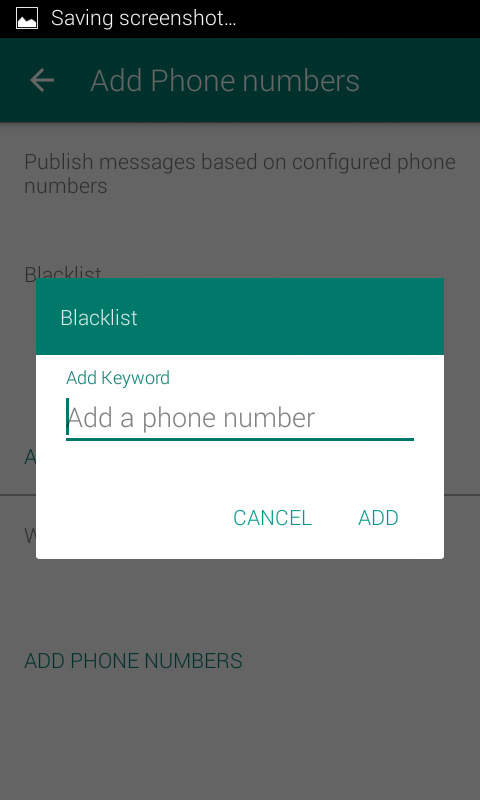 Saving screenshot...
Add Phone numbers
Publish messages based on configured phone
numbers
Blacklist
Blacklist
Add Keyword
Add a phone number
A
CANCEL
ADD
W
ADD PHONE NUMBERS